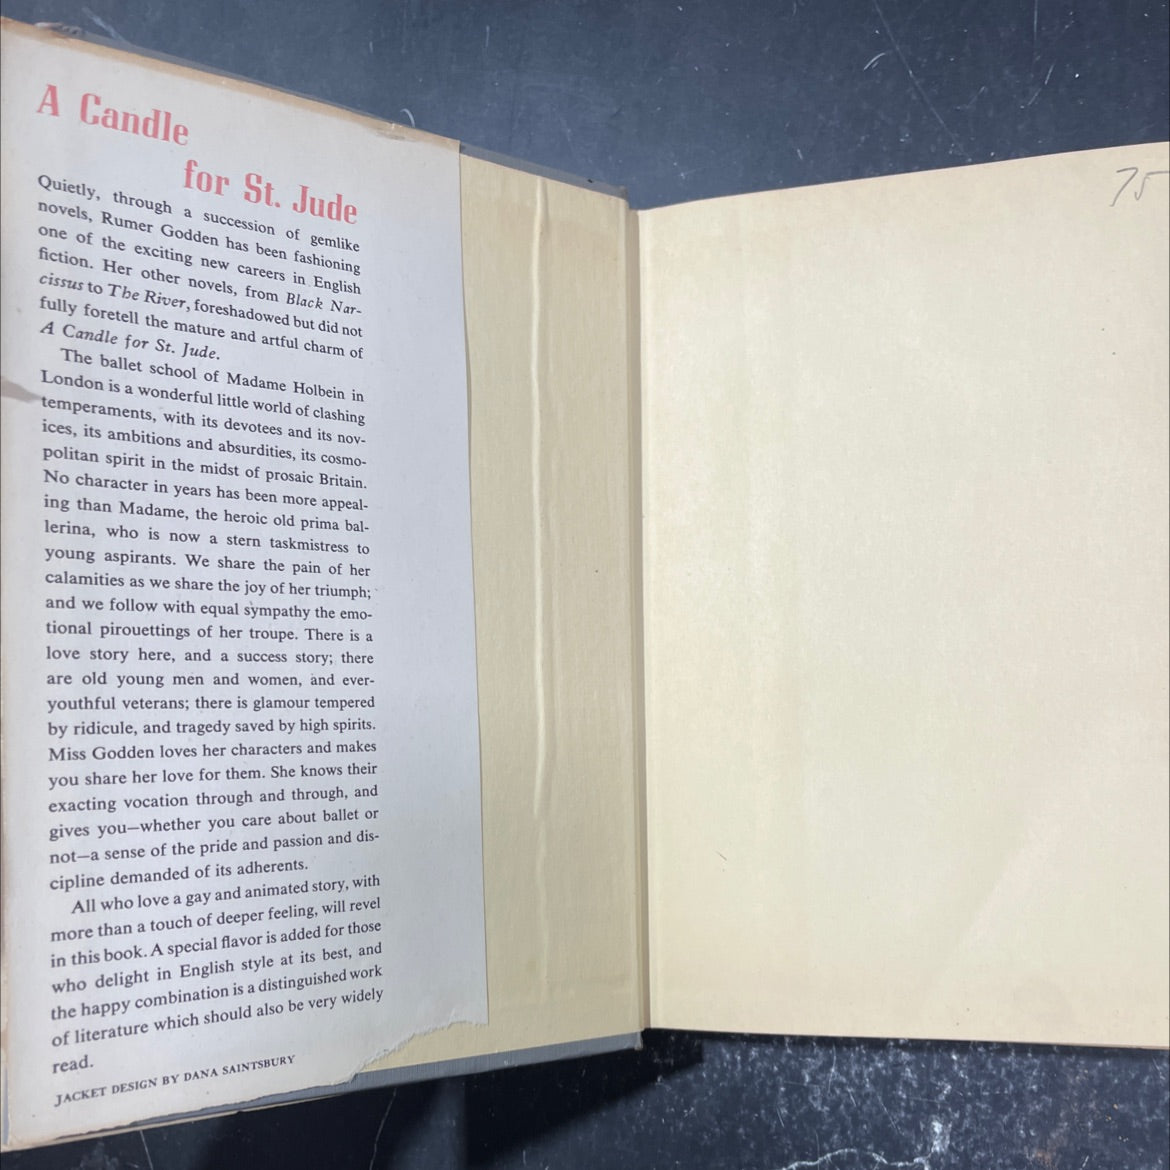 A Candle
for St. Jude
Quietly, through a succession of gemlike
novels, Rumer Godden has been fashioning
one of the exciting new careers in English
fiction. Her other novels, from Black Nar-
cissus to The River, foreshadowed but did not
fully foretell the mature and artful charm of
A Candle for St. Jude.
The ballet school of Madame Holbein in
London is a wonderful little world of clashing
temperaments, with its devotees and its nov-
ices, its ambitions and absurdities, its cosmo-
politan spirit in the midst of prosaic Britain.
No character in years has been more appeal-
ing than Madame, the heroic old prima bal-
lerina, who is now a stern taskmistress to
young aspirants. We share the pain of her
calamities as we share the joy of her triumph;
and we follow with equal sympathy the emo-
tional pirouettings of her troupe. There is a
love story here, and a success story; there
are old young men and women, and ever-
youthful veterans; there is glamour tempered
by ridicule, and tragedy saved by high spirits.
Miss Godden loves her characters and makes
you share her love for them. She knows their
exacting vocation through and through, and
gives you—whether you care about ballet or
not—a sense of the pride and passion and dis-
cipline demanded of its adherents.
All who love a gay and animated story, with
more than a touch of deeper feeling, will revel
in this book. A special flavor is added for those
who delight in English style at its best, and
the happy combination is a distinguished work
of literature which should also be very widely
read.
JACKET DESIGN BY DANA SAINTSBURY
75